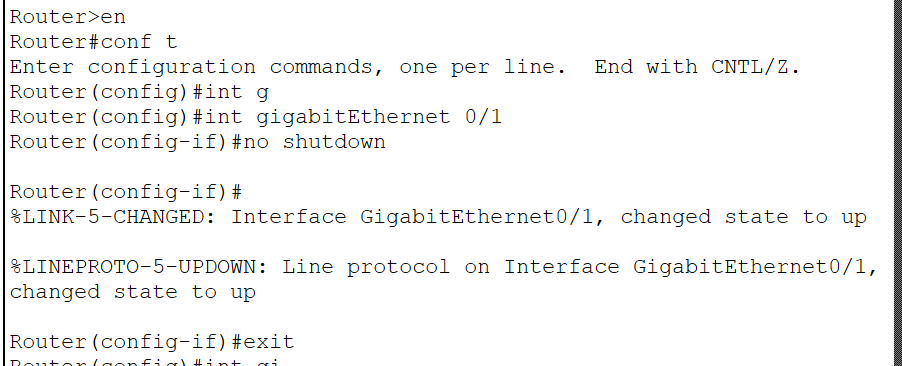 Router>en
Router#conf t
Enter configuration commands, one per line.  End with CNTL/Z.
Router(config)#int g
Router(config)#int gigabitEthernet 0/1
Router(config-if)#no shutdown
Router(config-if)#
%LINK-5-CHANGED: Interface GigabitEthernet0/1, changed state to up
%LINEPROTO-5-UPDOWN: Line protocol on Interface GigabitEthernet0/1,
changed state to up
Router(config-if)#exit
Router(config)#int gi